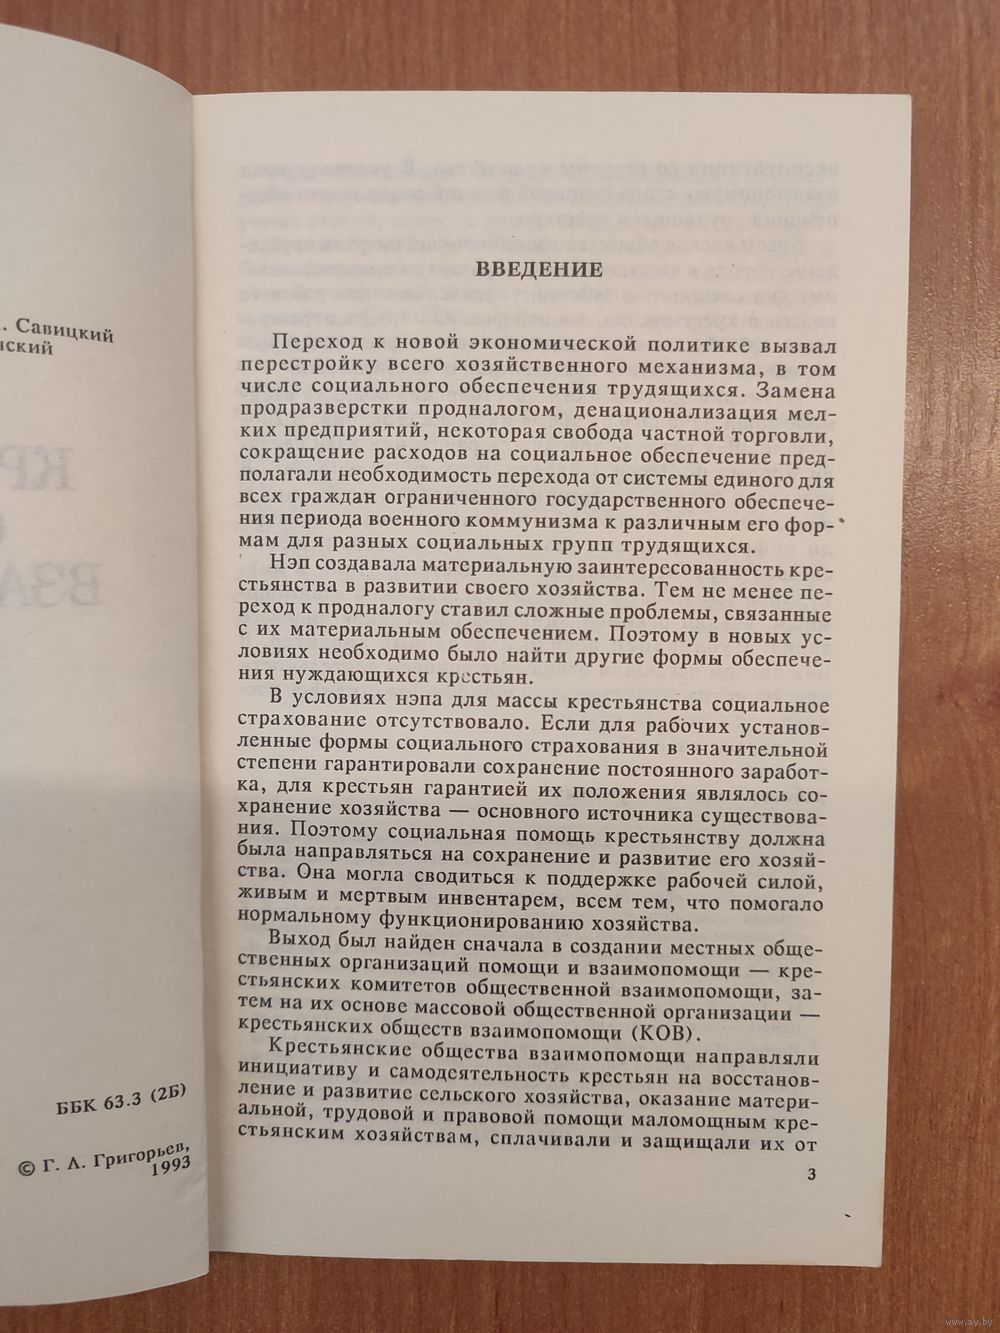 . Савицкий
нский
КР
ВЗА
ББК 63.3 (2Б)
© Г. А. Григорьев,
1993
ВВЕДЕНИЕ
Переход к новой экономической политике вызвал
перестройку всего хозяйственного механизма, в том
числе социального обеспечения трудящихся. Замена
продразверстки продналогом, денационализация мел-
ких предприятий, некоторая свобода частной торговли,
сокращение расходов на социальное обеспечение пред-
полагали необходимость перехода от системы единого для
всех граждан ограниченного государственного обеспече-
ния периода военного коммунизма к различным его фор-
мам для разных социальных групп трудящихся.
Нэп создавала материальную заинтересованность кре-
стьянства в развитии своего хозяйства. Тем не менее пе-
реход к продналогу ставил сложные проблемы, связанные
с их материальным обеспечением. Поэтому в новых ус-
ловиях необходимо было найти другие формы обеспече-
ния нуждающихся крестьян.
В условиях нэпа для массы крестьянства социальное
страхование отсутствовало. Если для рабочих установ-
ленные формы социального страхования в значительной
степени гарантировали сохранение постоянного заработ-
ка, для крестьян гарантией их положения являлось со-
хранение хозяйства — основного источника существова-
ния. Поэтому социальная помощь крестьянству должна
была направляться на сохранение и развитие его хозяй-
ства. Она могла сводиться к поддержке рабочей силой,
живым и мертвым инвентарем, всем тем, что помогало
нормальному функционированию хозяйства.
Выход был найден сначала в создании местных обще-
ственных организаций помощи и взаимопомощи — кре-
стьянских комитетов общественной взаимопомощи, за-
тем на их основе массовой общественной организации —
крестьянских обществ взаимопомощи (КОВ).
Крестьянские общества взаимопомощи направляли
инициативу и самодеятельность крестьян на восстанов-
ление и развитие сельского хозяйства, оказание матери-
альной, трудовой и правовой помощи маломощным кре-
стьянским хозяйствам, сплачивали и защищали их от
3
www.ay.by